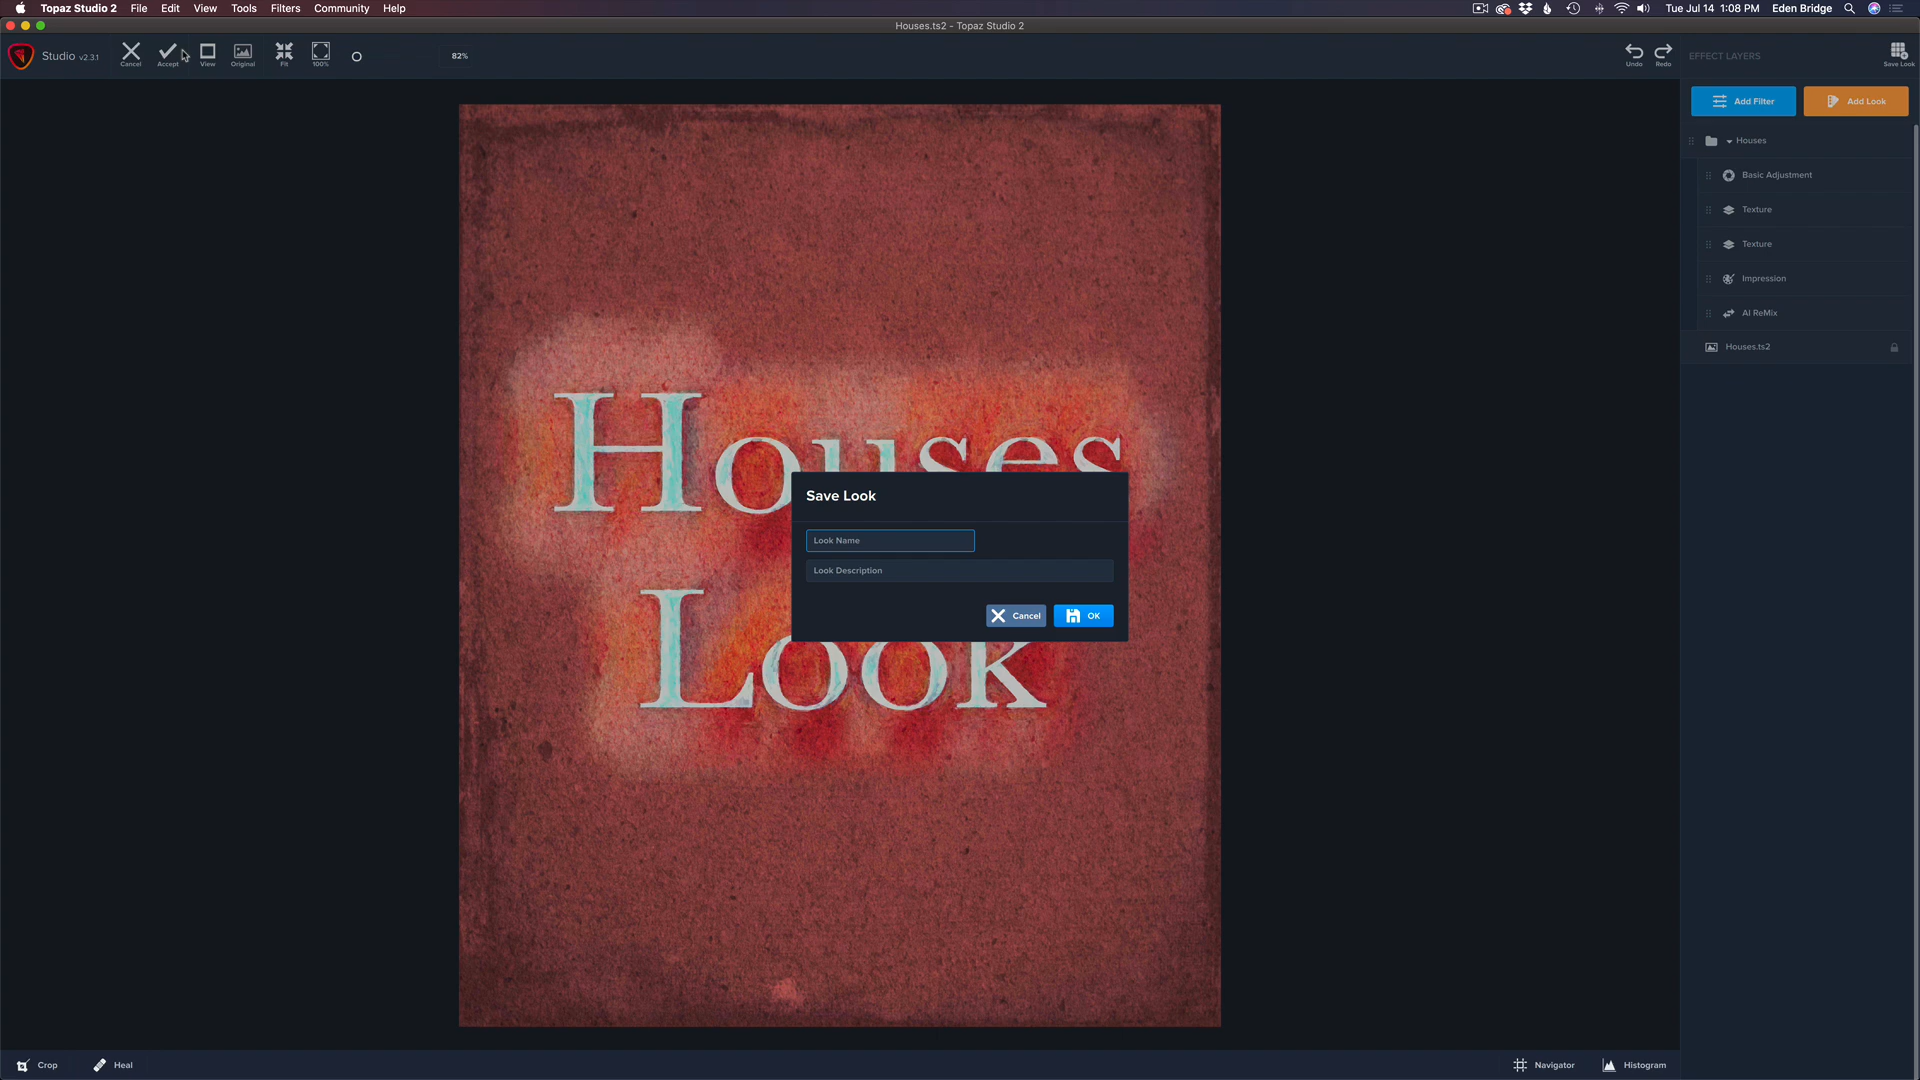 Topaz Studio 2 File Edit View Tools Filters Community Help
Tue Jul 14 1:08 PM Eden Bridge
Houses.ts2 - Topaz Studio 2
Studio v2.3.1
Cancel
Accept
View
Original
Fit
100%
82%
Undo
Redo
EFFECT LAYERS
Save Look
Add Filter
Add Look
Houses
Basic Adjustment
Texture
Texture
Impression
AI ReMix
Houses.ts2
Houses
Look
Save Look
Look Name
Look Description
Cancel
OK
Crop
Heal
Navigator
Histogram